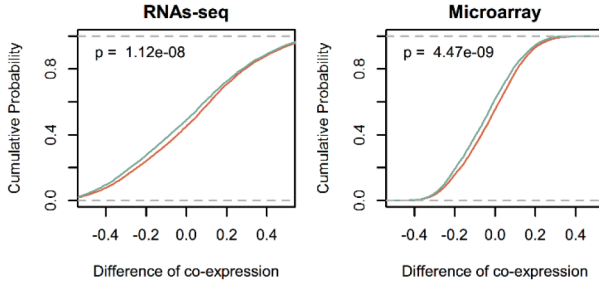 RNAs-seq
p = 1.12e-08
Cumulative Probability
0.0 0.4 0.8
-0.4 -0.2 0.0 0.2 0.4
Difference of co-expression
Microarray
p = 4.47e-09
Cumulative Probability
0.0 0.4 0.8
-0.4 -0.2 0.0 0.2 0.4
Difference of co-expression